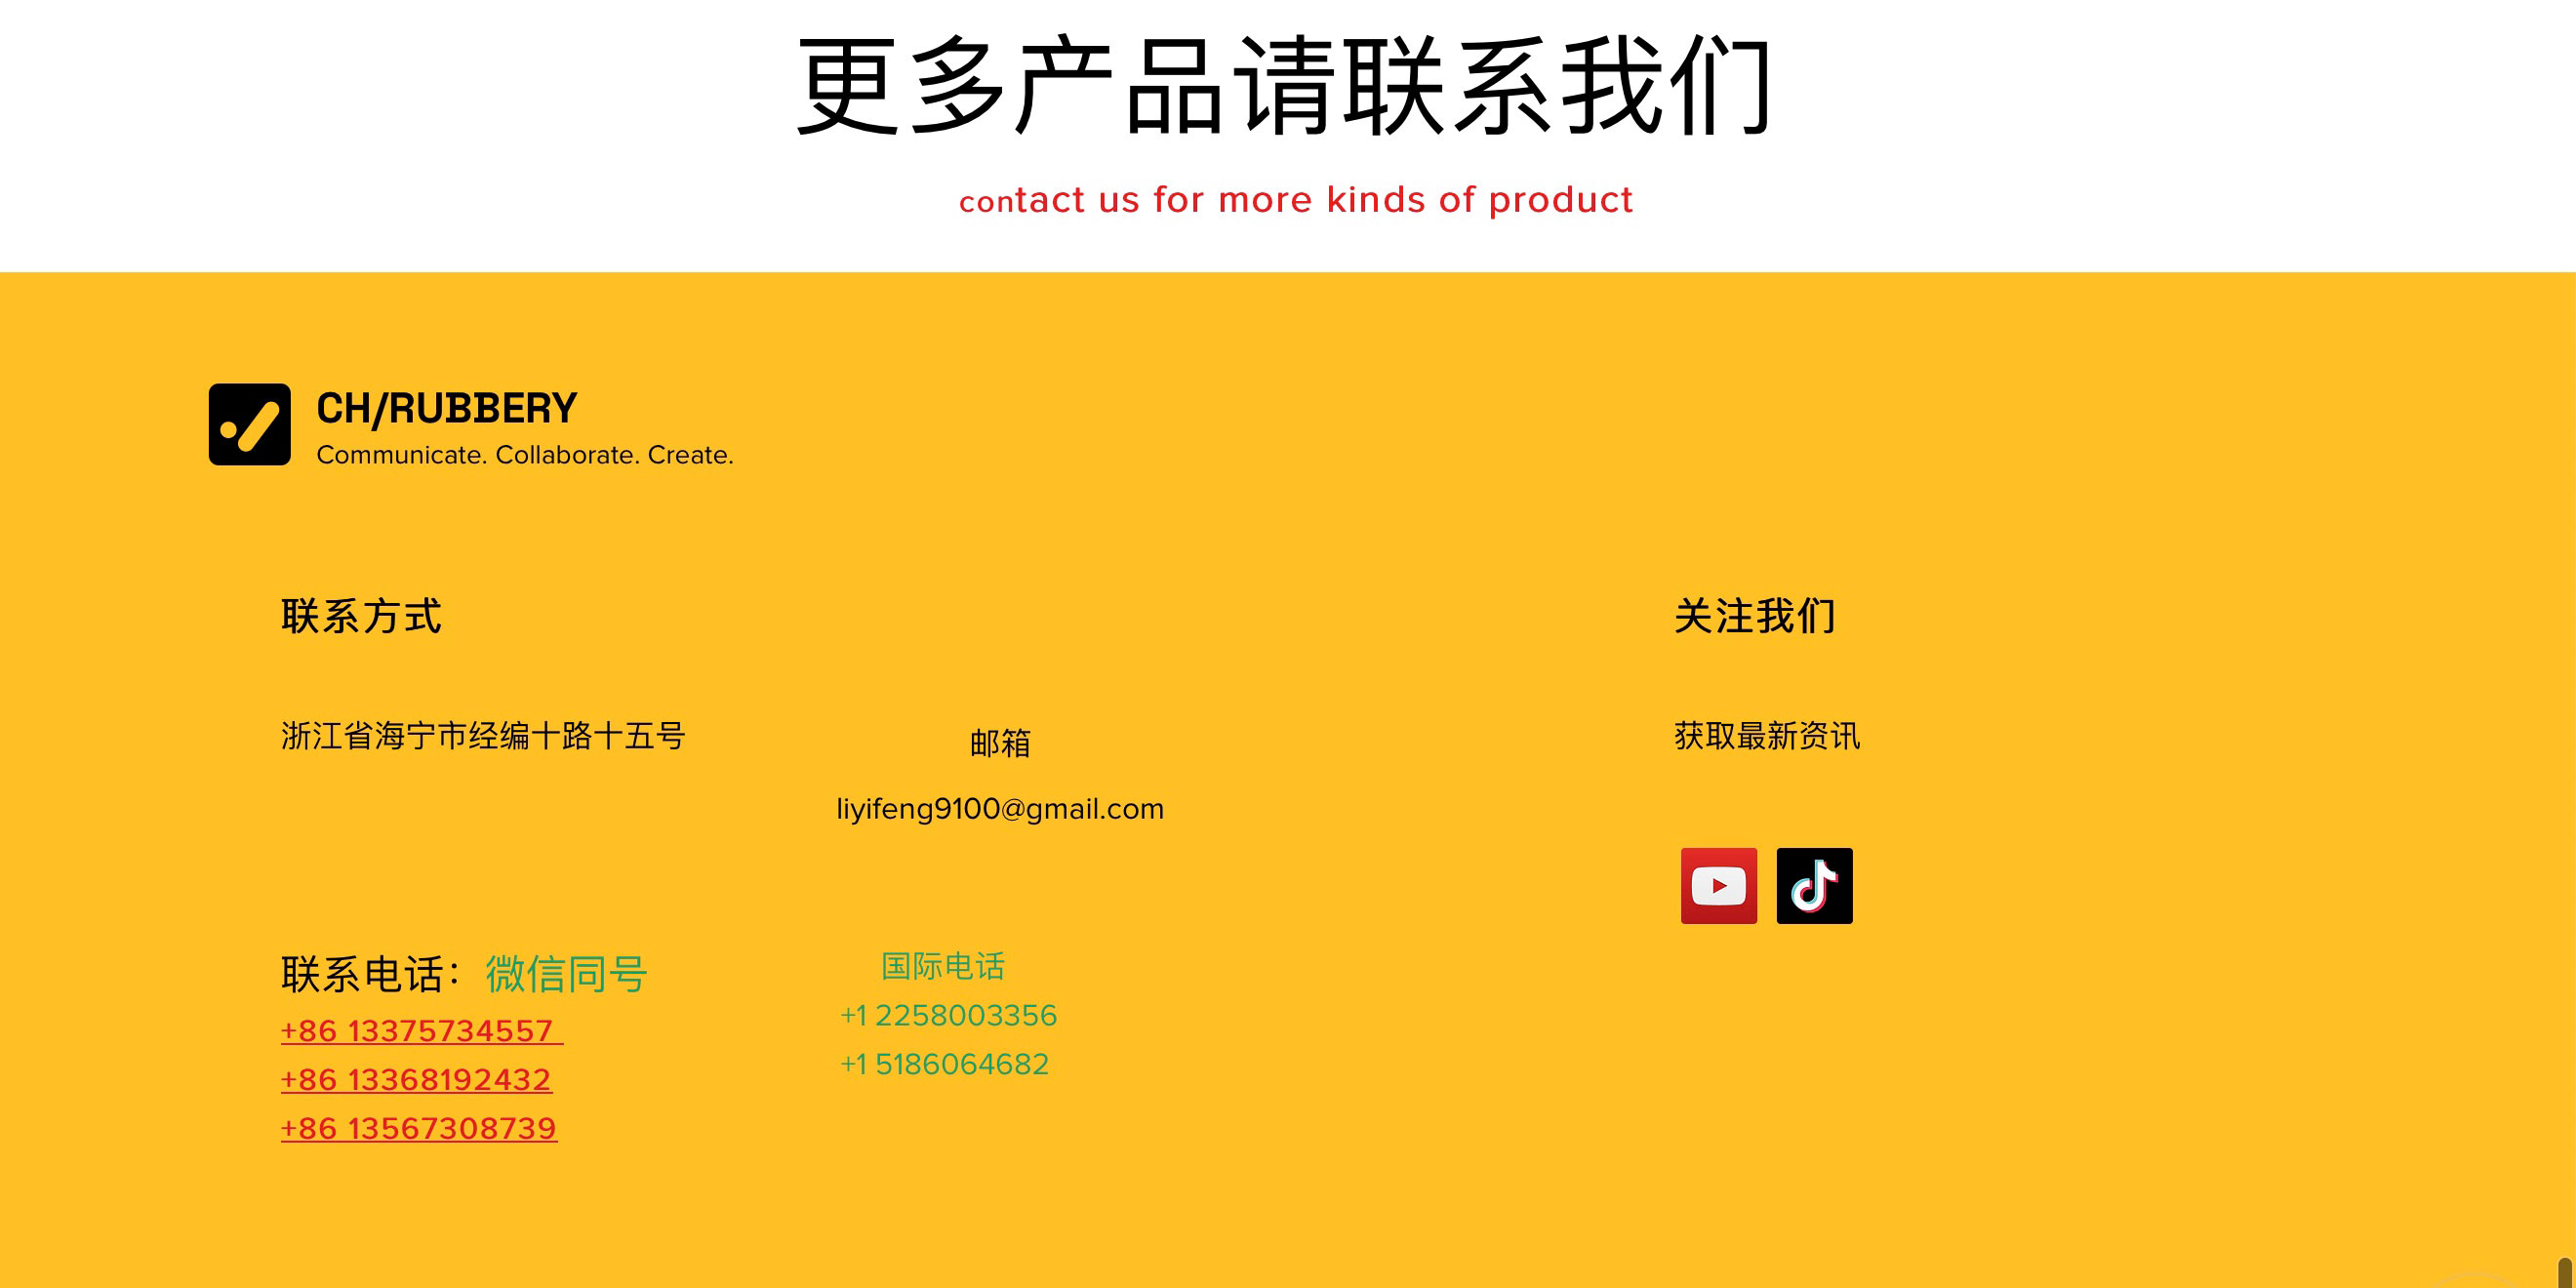 更多产品请联系我们
contact us for more kinds of product
CH/RUBBERY
Communicate. Collaborate. Create.
联系方式
浙江省海宁市经编十路十五号
邮箱
liyifeng9100@gmail.com
联系电话：微信同号
+86 13375734557
+86 13368192432
+86 13567308739
国际电话
+1 2258003356
+1 5186064682
关注我们
获取最新资讯